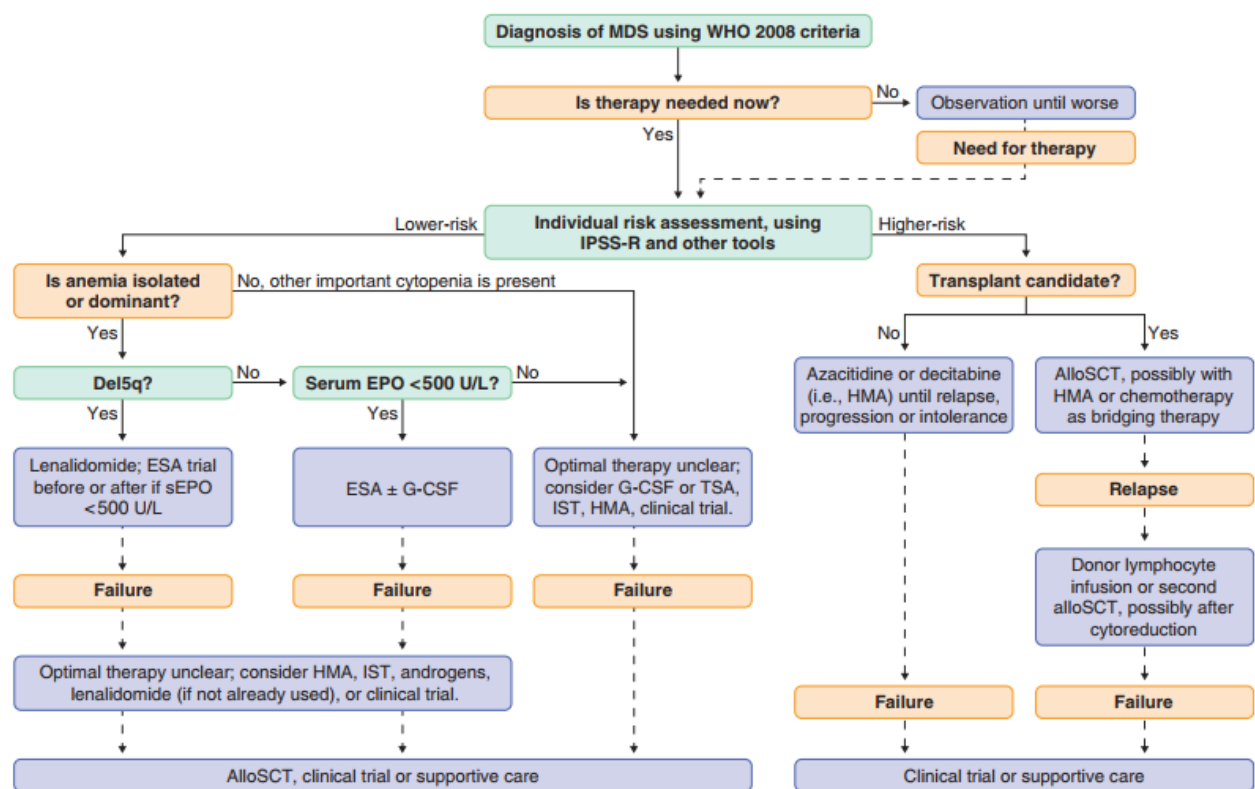 Diagnosis of MDS using WHO 2008 criteria
Is therapy needed now?
No
Observation until worse
Yes
Need for therapy
Lower-risk
Individual risk assessment, using
IPSS-R and other tools
Higher-risk
Is anemia isolated
or dominant?
No, other important cytopenia is present
Transplant candidate?
Yes
No
Yes
Del5q?
No
Serum EPO <500 U/L?
No
Yes
Yes
Azacitidine or decitabine
(i.e., HMA) until relapse,
progression or intolerance
AlloSCT, possibly with
HMA or chemotherapy
as bridging therapy
Lenalidomide; ESA trial
before or after if sEPO
<500 U/L
ESA ± G-CSF
Optimal therapy unclear;
consider G-CSF or TSA,
IST, HMA, clinical trial.
Relapse
Failure
Failure
Failure
Donor lymphocyte
infusion or second
alloSCT, possibly after
cytoreduction
Optimal therapy unclear; consider HMA, IST, androgens,
lenalidomide (if not already used), or clinical trial.
Failure
Failure
AlloSCT, clinical trial or supportive care
Clinical trial or supportive care